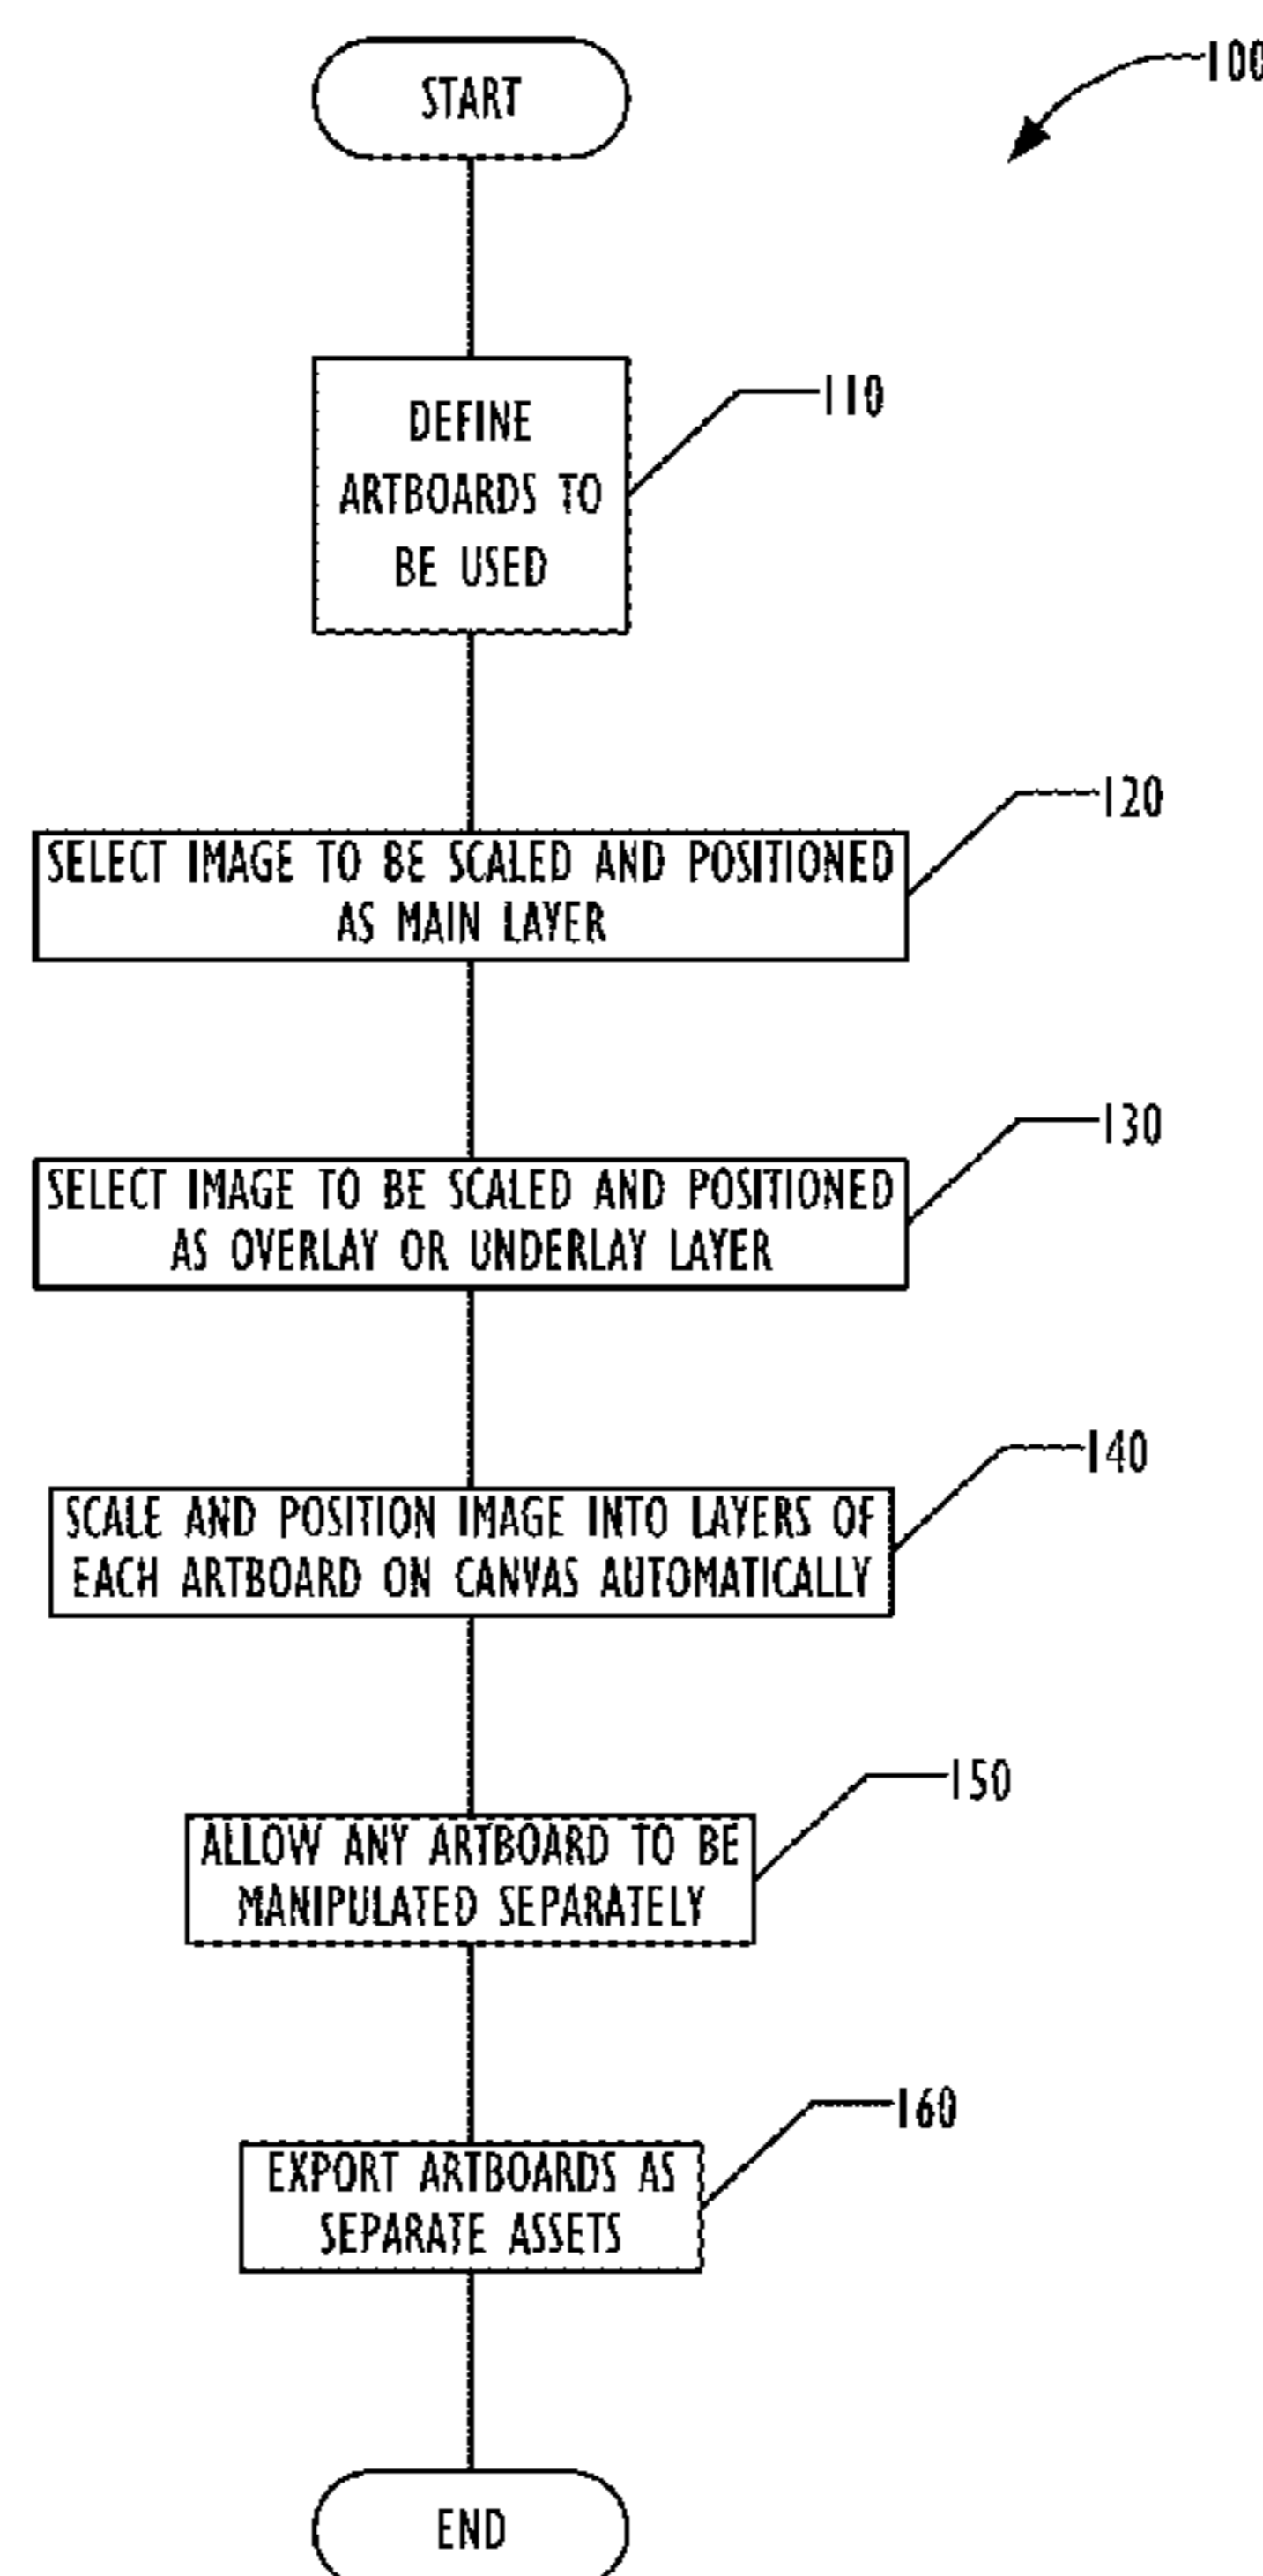 START
100
DEFINE
ARTBOARDS TO
BE USED
110
120
SELECT IMAGE TO BE SCALED AND POSITIONED
AS MAIN LAYER
130
SELECT IMAGE TO BE SCALED AND POSITIONED
AS OVERLAY OR UNDERLAY LAYER
140
SCALE AND POSITION IMAGE INTO LAYERS OF
EACH ARTBOARD ON CANVAS AUTOMATICALLY
150
ALLOW ANY ARTBOARD TO BE
MANIPULATED SEPARATELY
160
EXPORT ARTBOARDS AS
SEPARATE ASSETS
END